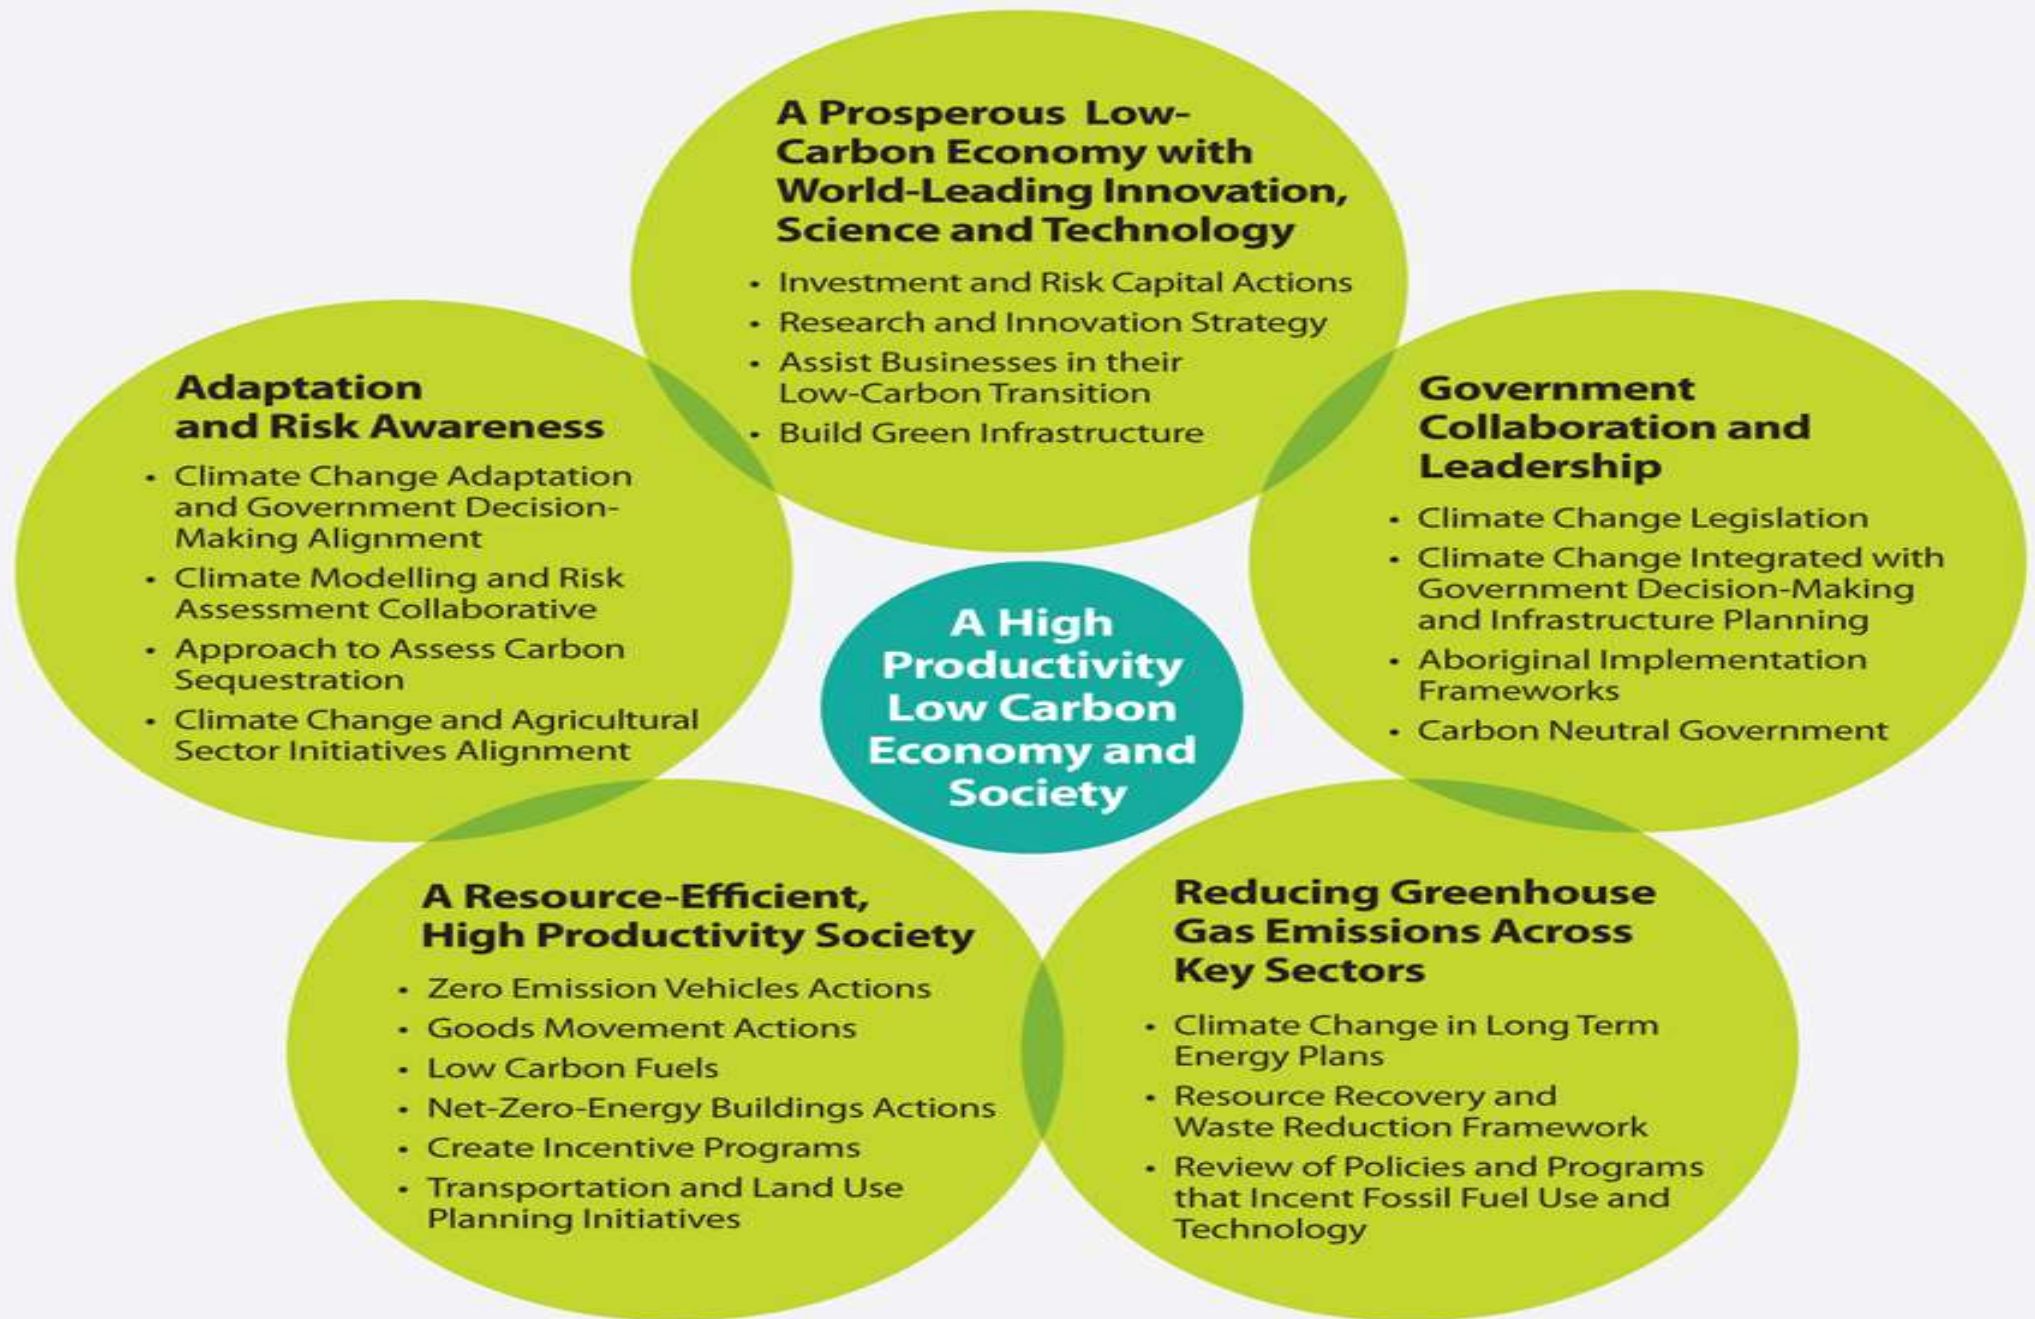 A Prosperous Low-
Carbon Economy with
World-Leading Innovation,
Science and Technology
• Investment and Risk Capital Actions
• Research and Innovation Strategy
• Assist Businesses in their
Low-Carbon Transition
• Build Green Infrastructure
Adaptation
and Risk Awareness
• Climate Change Adaptation
and Government Decision-
Making Alignment
• Climate Modelling and Risk
Assessment Collaborative
• Approach to Assess Carbon
Sequestration
• Climate Change and Agricultural
Sector Initiatives Alignment
Government
Collaboration and
Leadership
• Climate Change Legislation
• Climate Change Integrated with
Government Decision-Making
and Infrastructure Planning
• Aboriginal Implementation
Frameworks
• Carbon Neutral Government
A High
Productivity
Low Carbon
Economy and
Society
A Resource-Efficient,
High Productivity Society
• Zero Emission Vehicles Actions
• Goods Movement Actions
• Low Carbon Fuels
• Net-Zero-Energy Buildings Actions
• Create Incentive Programs
• Transportation and Land Use
Planning Initiatives
Reducing Greenhouse
Gas Emissions Across
Key Sectors
• Climate Change in Long Term
Energy Plans
• Resource Recovery and
Waste Reduction Framework
• Review of Policies and Programs
that Incent Fossil Fuel Use and
Technology